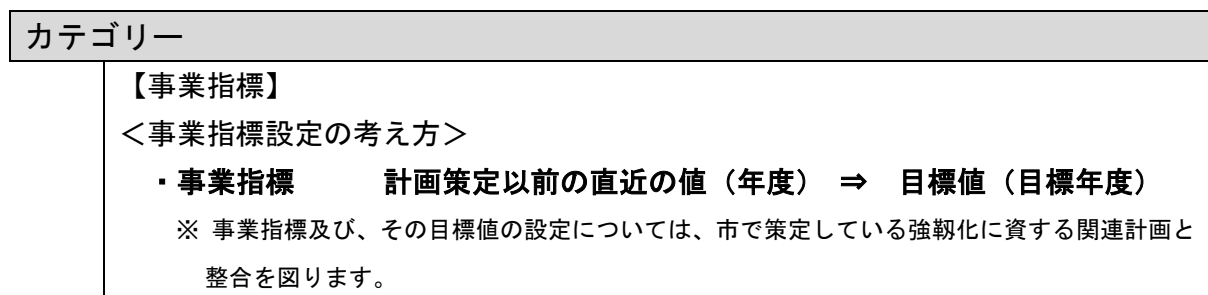 カテゴリー
【事業指標】
＜事業指標設定の考え方＞
・事業指標　　計画策定以前の直近の値（年度） ⇒ 目標値（目標年度）
※ 事業指標及び、その目標値の設定については、市で策定している強靱化に資する関連計画と
整合を図ります。